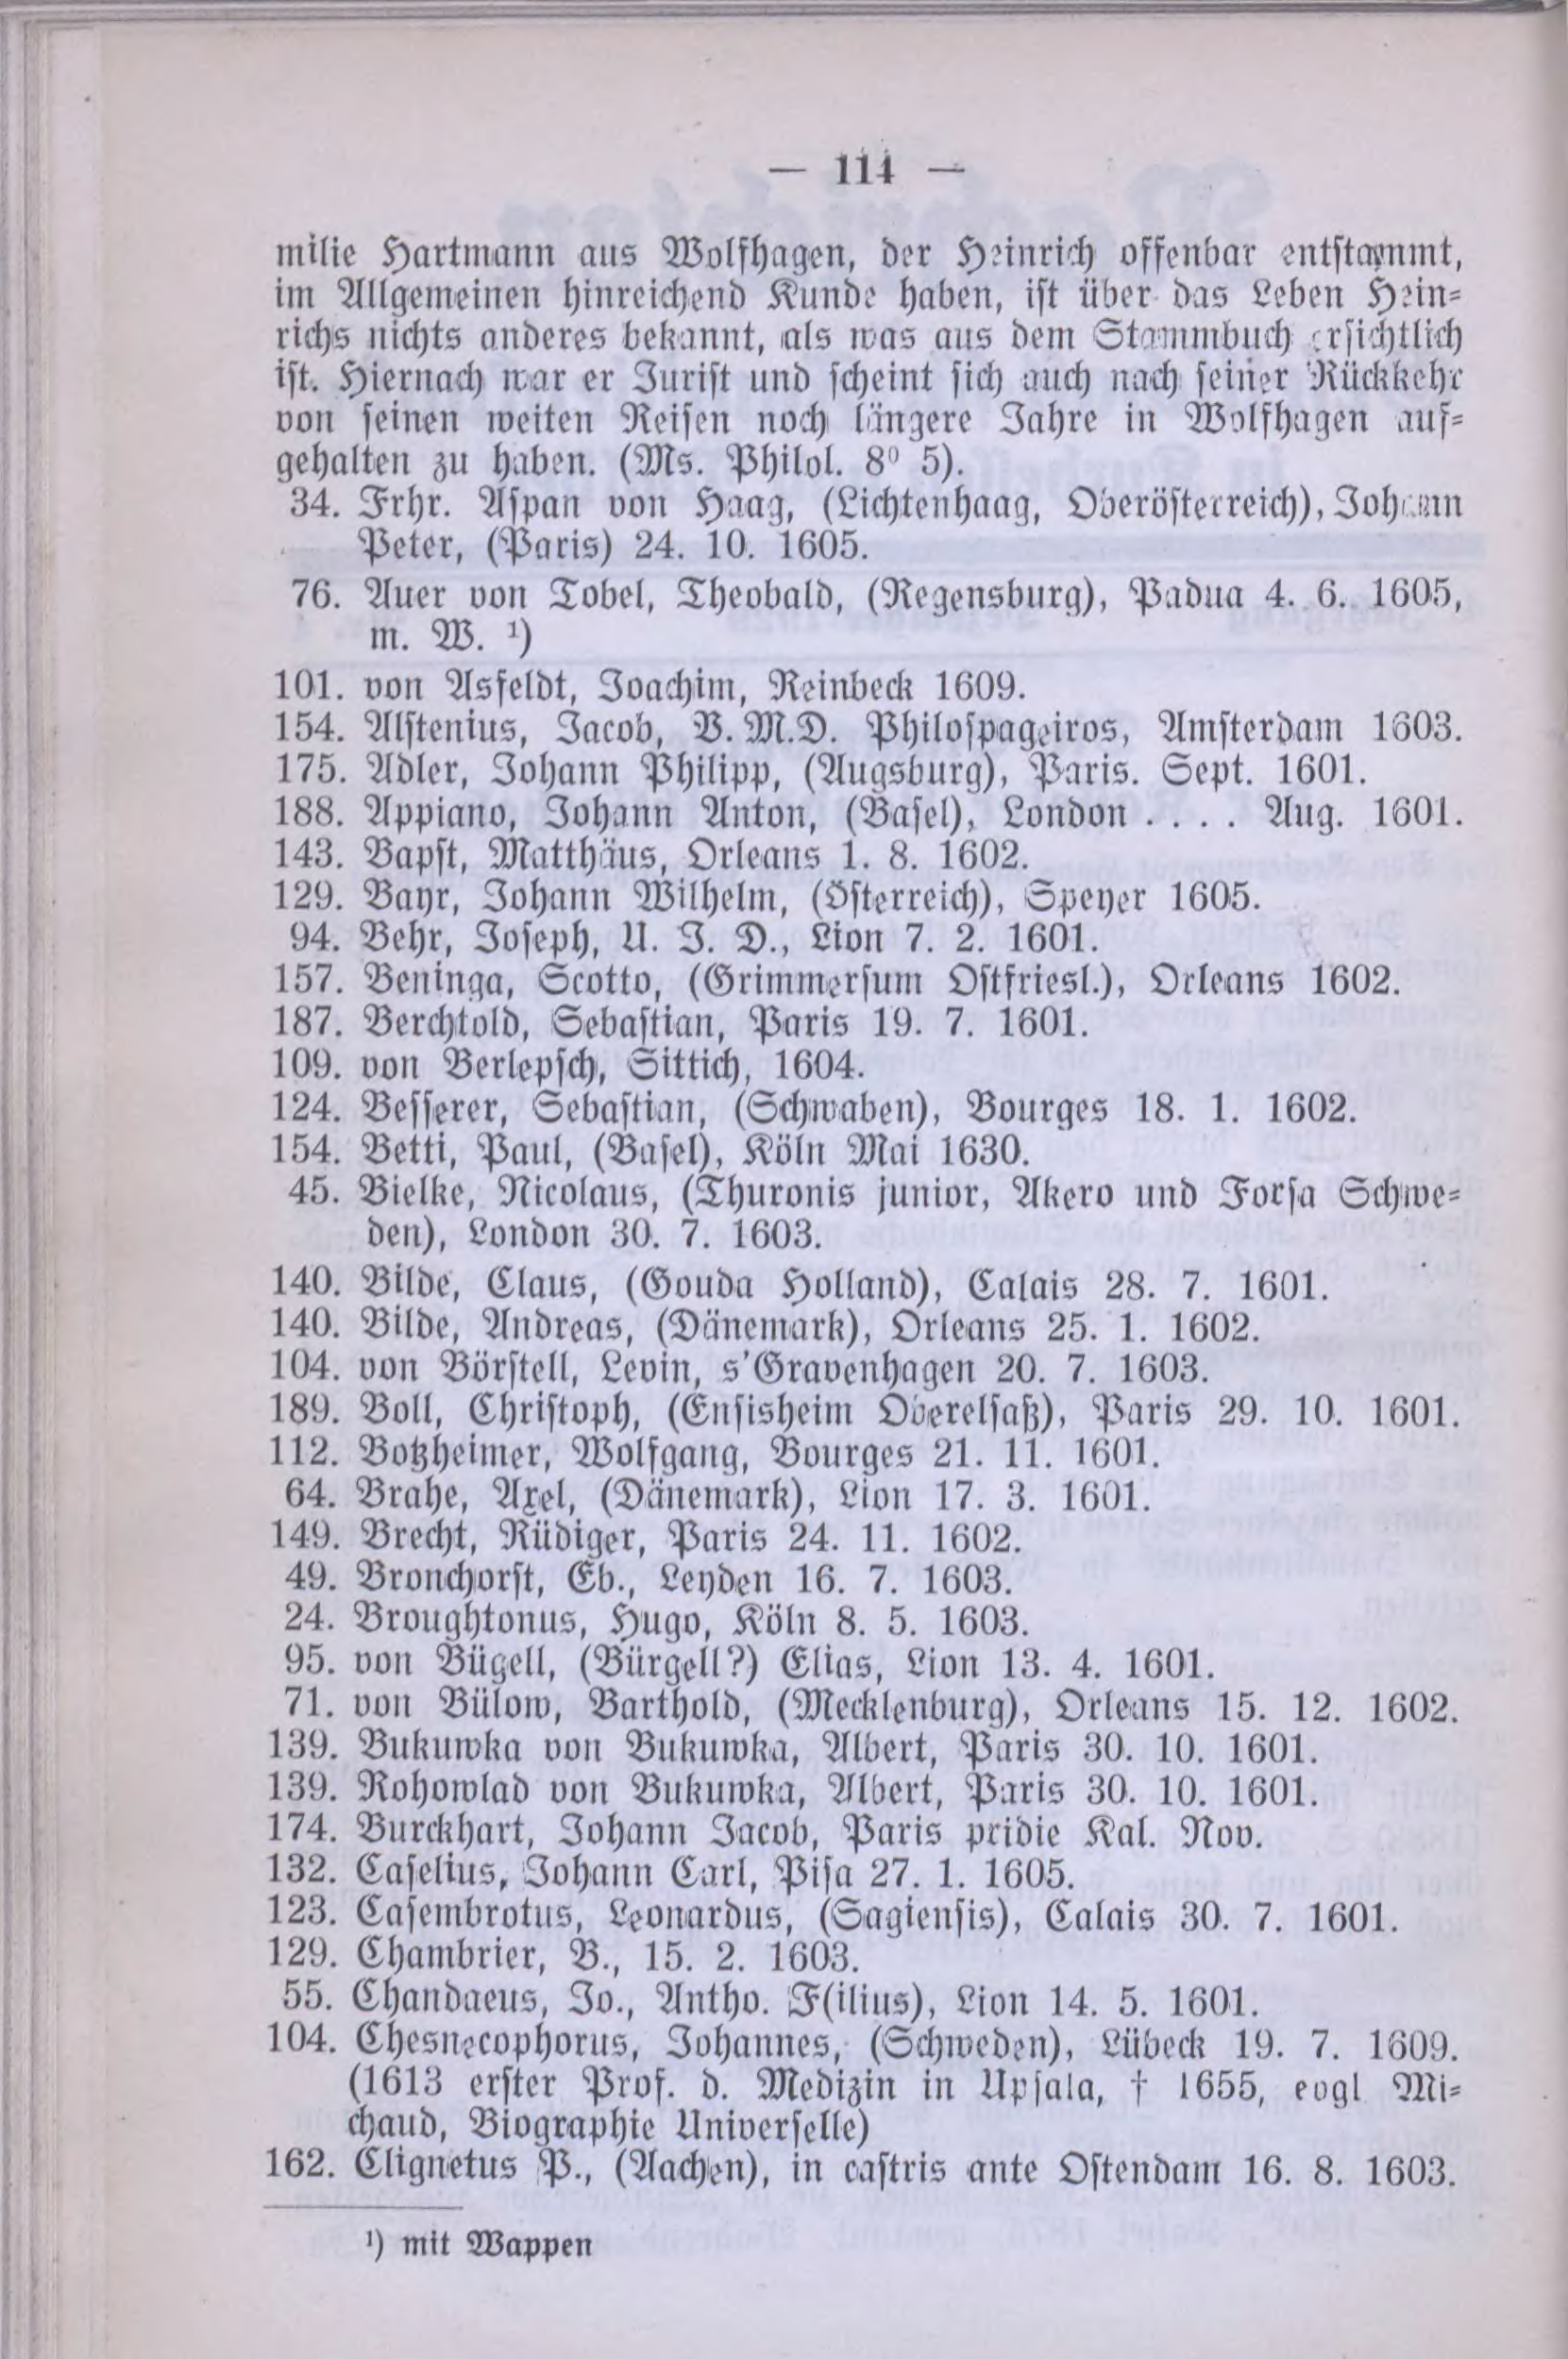 — 114 —
milie Hartmann aus Wolfhagen, der Heinrich offenbar entstammt,
im Allgemeinen hinreichend Kunde haben, ist über das Leben Hein-
richs nichts anderes bekannt, als was aus dem Stammbuch ersichtlich
ist. Hiernach war er Jurist und scheint sich auch nach seiner Rückkehr
von seinen weiten Reisen noch längere Jahre in Wolfhagen auf-
gehalten zu haben. (Ms. Philol. 8⁰ 5).
34. Frhr. Aspan von Haag, (Lichtenhaag, Oberösterreich), Johann
Peter, (Paris) 24. 10. 1605.
76. Auer von Tobel, Theobald, (Regensburg), Padua 4. 6. 1605,
m. W. ¹)
101. von Asfeldt, Joachim, Reinbeck 1609.
154. Alstenius, Jacob, V. M.D. Philospageiros, Amsterdam 1603.
175. Adler, Johann Philipp, (Augsburg), Paris. Sept. 1601.
188. Appiano, Johann Anton, (Basel), London . . . . Aug. 1601.
143. Bapst, Matthäus, Orleans 1. 8. 1602.
129. Bayr, Johann Wilhelm, (Österreich), Speyer 1605.
94. Behr, Joseph, U. J. D., Lion 7. 2. 1601.
157. Beninga, Scotto, (Grimmersum Ostfriesl.), Orleans 1602.
187. Berchtold, Sebastian, Paris 19. 7. 1601.
109. von Berlepsch, Sittich, 1604.
124. Besserer, Sebastian, (Schwaben), Bourges 18. 1. 1602.
154. Betti, Paul, (Basel), Köln Mai 1630.
45. Bielke, Nicolaus, (Thuronis junior, Akero und Forsa Schwe-
den), London 30. 7. 1603.
140. Bilde, Claus, (Gouda Holland), Calais 28. 7. 1601.
140. Bilde, Andreas, (Dänemark), Orleans 25. 1. 1602.
104. von Börstell, Levin, s'Gravenhagen 20. 7. 1603.
189. Boll, Christoph, (Ensisheim Oberelsaß), Paris 29. 10. 1601.
112. Botzheimer, Wolfgang, Bourges 21. 11. 1601.
64. Brahe, Axel, (Dänemark), Lion 17. 3. 1601.
149. Brecht, Rüdiger, Paris 24. 11. 1602.
49. Bronchorst, Eb., Leyden 16. 7. 1603.
24. Broughtonus, Hugo, Köln 8. 5. 1603.
95. von Bügell, (Bürgell?) Elias, Lion 13. 4. 1601.
71. von Bülow, Barthold, (Mecklenburg), Orleans 15. 12. 1602.
139. Bukuwka von Bukuwka, Albert, Paris 30. 10. 1601.
139. Rohowlad von Bukuwka, Albert, Paris 30. 10. 1601.
174. Burckhart, Johann Jacob, Paris pridie Kal. Nov.
132. Caselius, Johann Carl, Pisa 27. 1. 1605.
123. Casembrotus, Leonardus, (Sagiensis), Calais 30. 7. 1601.
129. Chambrier, B., 15. 2. 1603.
55. Chandaeus, Jo., Antho. F(ilius), Lion 14. 5. 1601.
104. Chesnecophorus, Johannes, (Schweden), Lübeck 19. 7. 1609.
(1613 erster Prof. d. Medizin in Upsala, † 1655, evgl Mi-
chaud, Biographie Universelle)
162. Clignetus P., (Aachen), in castris ante Ostendam 16. 8. 1603.
¹) mit Wappen